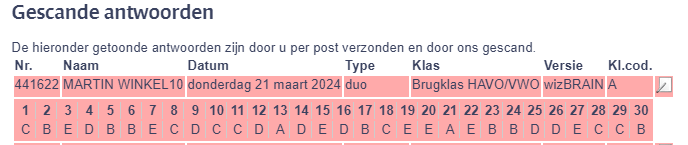 Gescande antwoorden
De hieronder getoonde antwoorden zijn door u per post verzonden en door ons gescand.
Nr. Naam Datum Type Klas Versie Kl.cod.
441622 MARTIN WINKEL10 donderdag 21 maart 2024 duo Brugklas HAVO/VWO wizBRAIN A
1 2 3 4 5 6 7 8 9 10 11 12 13 14 15 16 17 18 19 20 21 22 23 24 25 26 27 28 29 30
C B E D B B E C D C C D A D E D B C E E A E B B D D E C C B